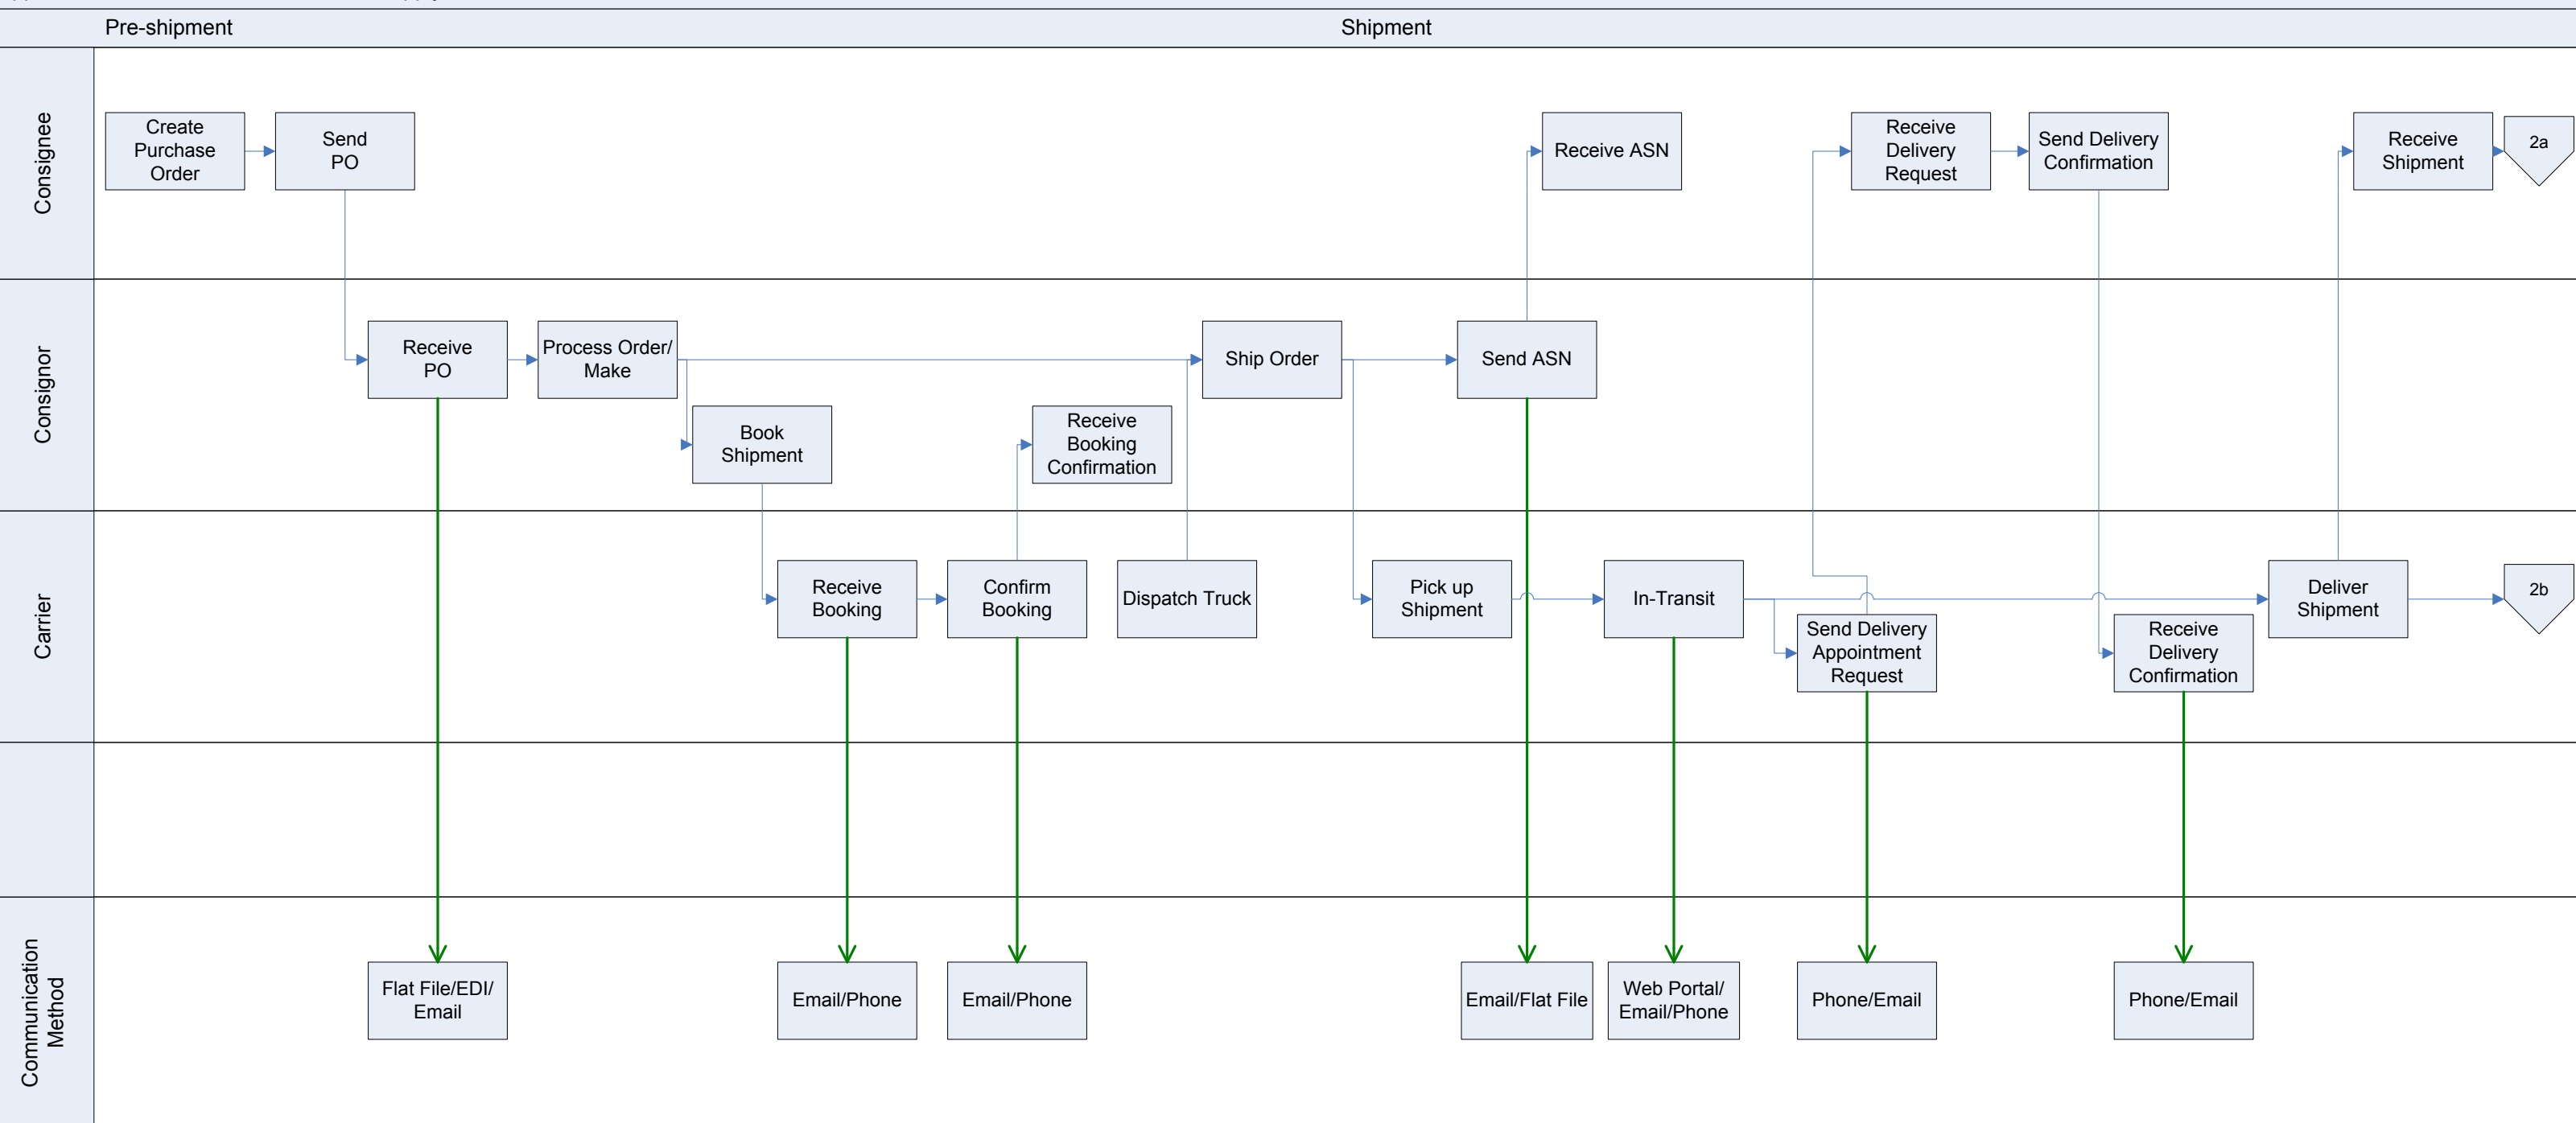 Pre-shipment
Shipment
Consignee
Create
Purchase
Order
Send
PO
Receive ASN
Receive
Delivery
Request
Send Delivery
Confirmation
Receive
Shipment
2a
Consignor
Receive
PO
Process Order/
Make
Book
Shipment
Receive
Booking
Confirmation
Ship Order
Send ASN
Carrier
Receive
Booking
Confirm
Booking
Dispatch Truck
Pick up
Shipment
In-Transit
Send Delivery
Appointment
Request
Receive
Delivery
Confirmation
Deliver
Shipment
2b
Communication
Method
Flat File/EDI/
Email
Email/Phone
Email/Phone
Email/Flat File
Web Portal/
Email/Phone
Phone/Email
Phone/Email